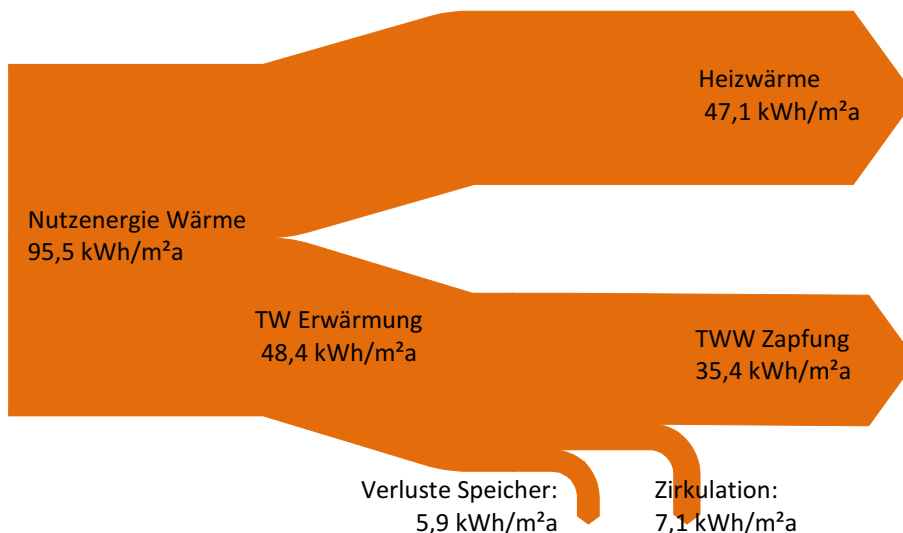 Heizwärme
47,1 kWh/m²a
Nutzenergie Wärme
95,5 kWh/m²a
TW Erwärmung
48,4 kWh/m²a
TWW Zapfung
35,4 kWh/m²a
Verluste Speicher:
5,9 kWh/m²a
Zirkulation:
7,1 kWh/m²a